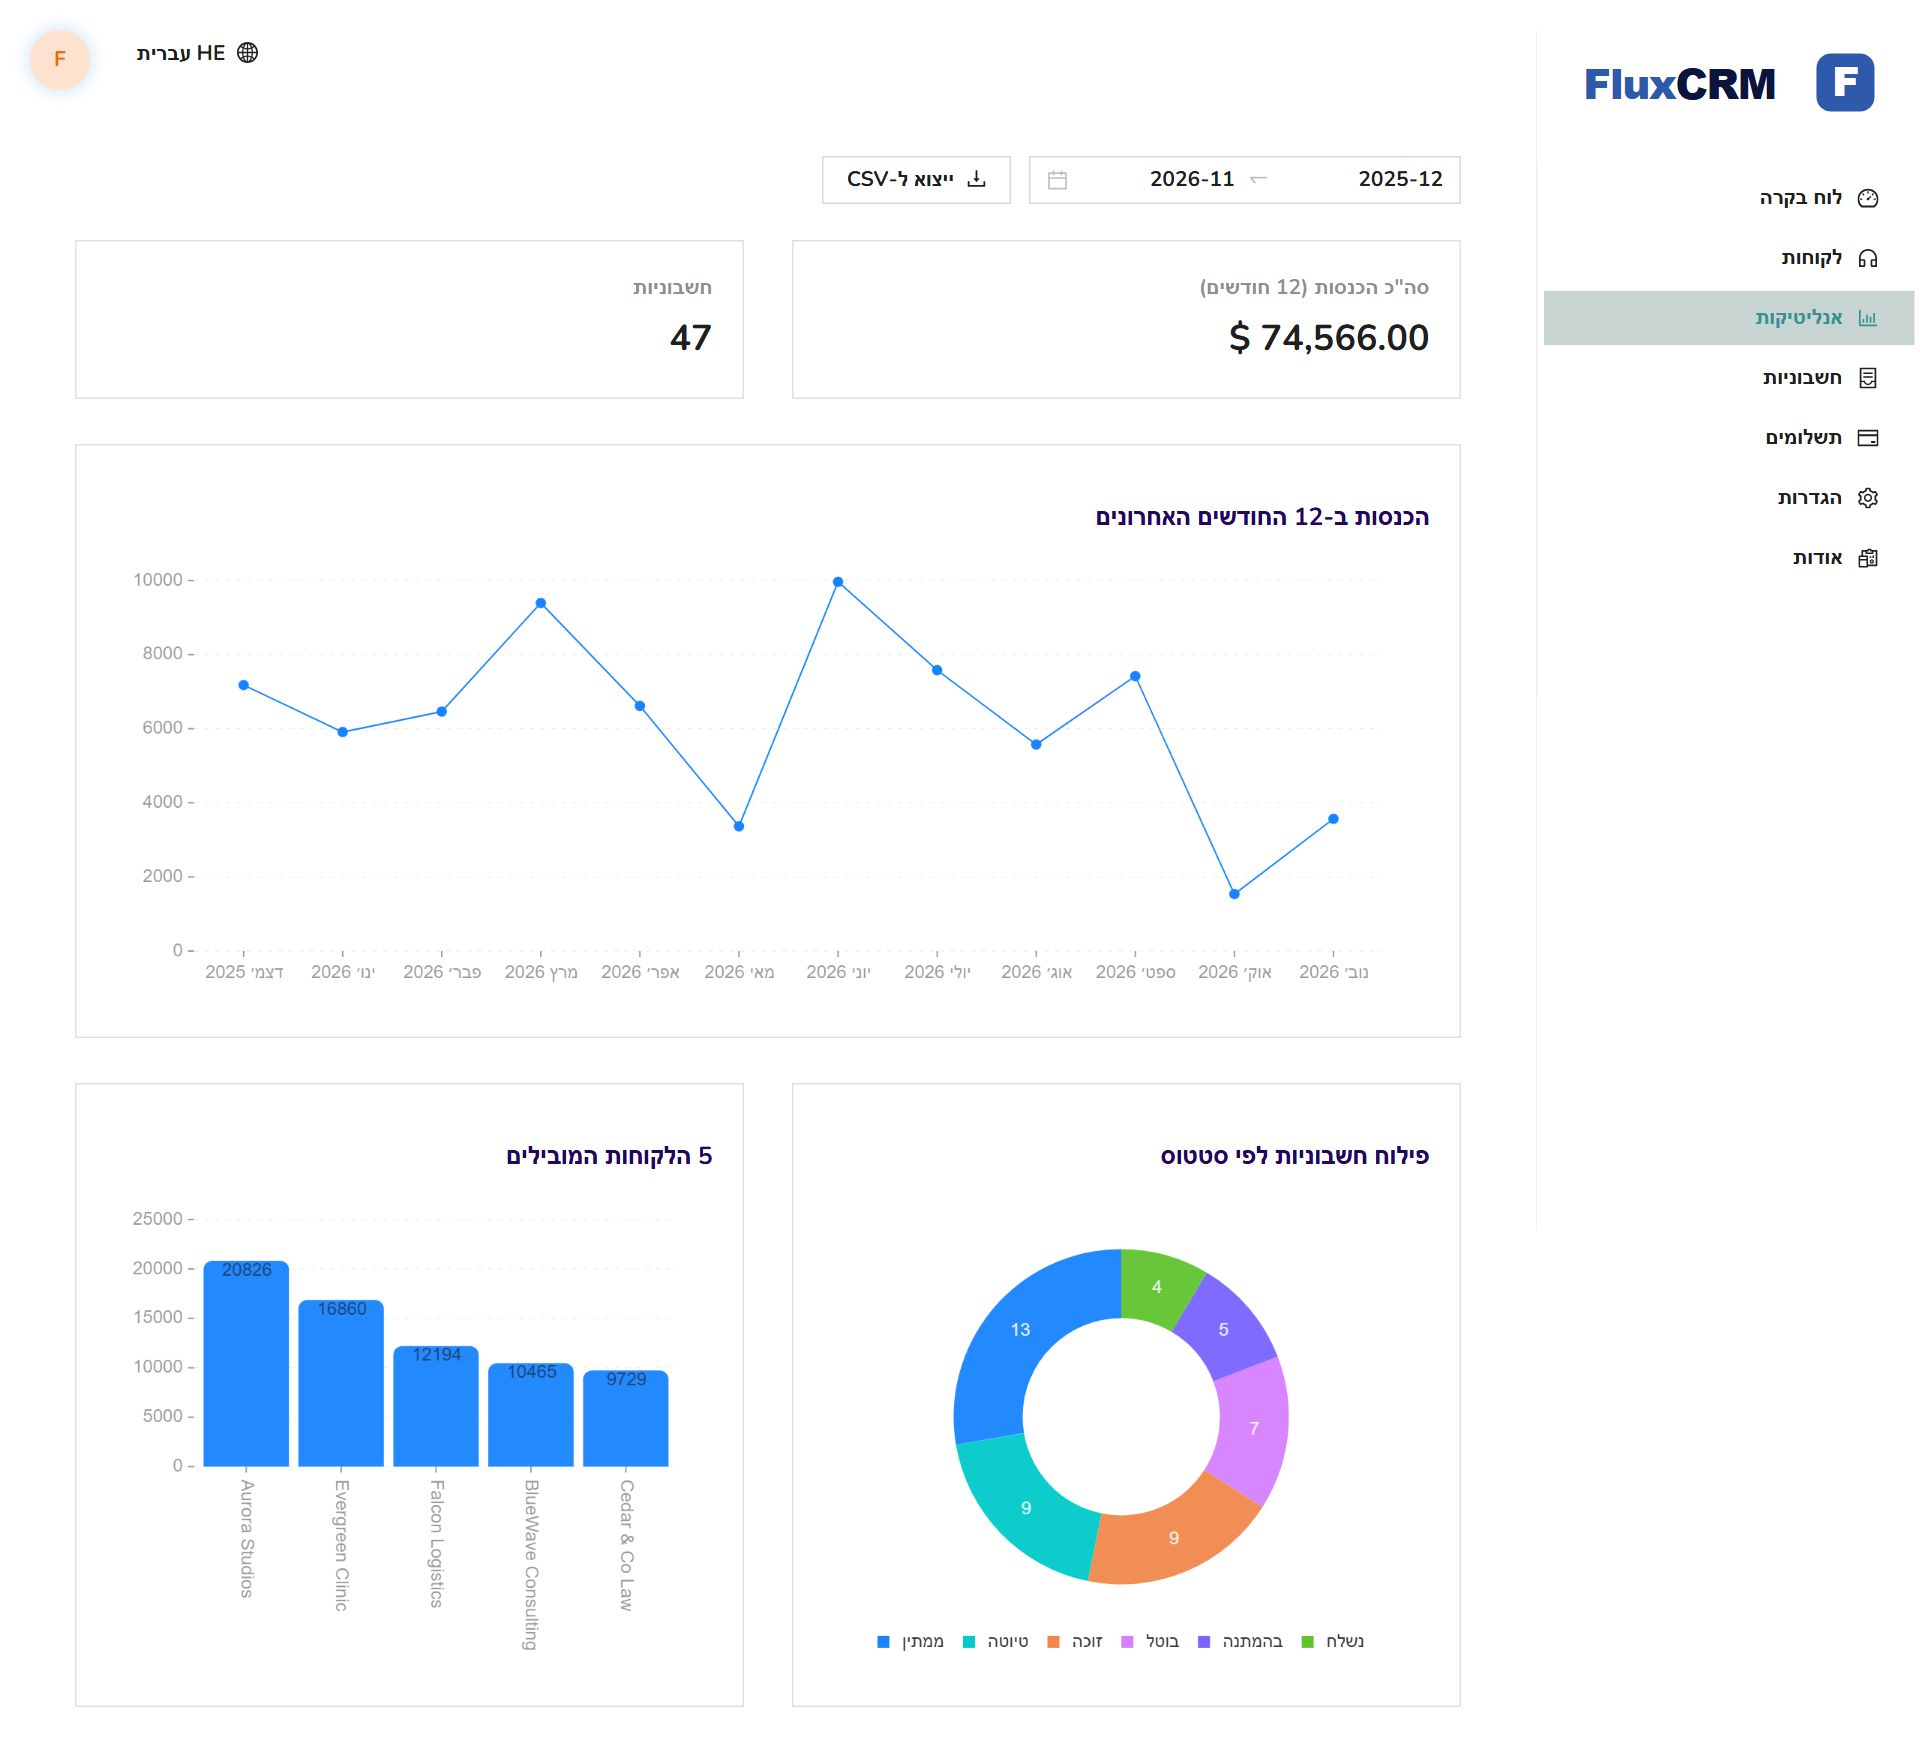 F
FluxCRM
HE עברית
F
לוח בקרה
לקוחות
אנליטיקות
חשבוניות
תשלומים
הגדרות
אודות
2025-12
2026-11
ייצוא ל-CSV
סה"כ הכנסות (12 חודשים)
$ 74,566.00
חשבוניות
47
הכנסות ב-12 החודשים האחרונים
10000
8000
6000
4000
2000
0
דצמ׳ 2025
ינו׳ 2026
פבר׳ 2026
מרץ 2026
אפר׳ 2026
מאי 2026
יוני 2026
יולי 2026
אוג׳ 2026
ספט׳ 2026
אוק׳ 2026
נוב׳ 2026
פילוח חשבוניות לפי סטטוס
4
5
7
9
9
13
ממתין
טיוטה
זוכה
בוטל
בהמתנה
נשלח
5 הלקוחות המובילים
25000
20000
15000
10000
5000
0
20826
16860
12194
10465
9729
Aurora Studios
Evergreen Clinic
Falcon Logistics
BlueWave Consulting
Cedar & Co Law